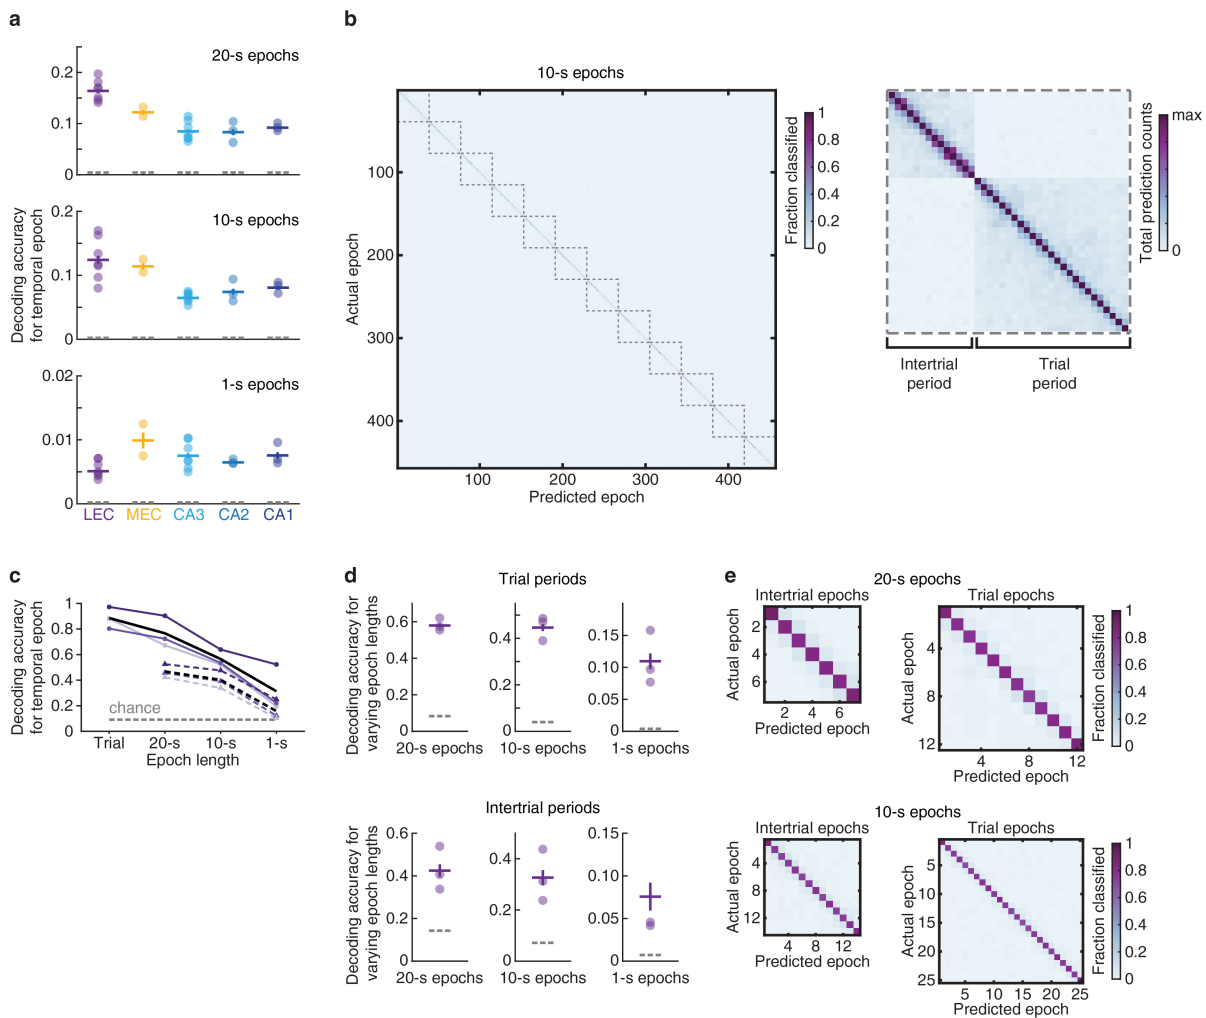 a
20-s epochs
0.2
0.1
0
10-s epochs
0.2
0.1
0
Decoding accuracy
for temporal epoch
1-s epochs
0.02
0.01
0
LEC MEC CA3 CA2 CA1
b
10-s epochs
100
200
300
400
Actual epoch
100 200 300 400
Predicted epoch
1
0.8
0.6
0.4
0.2
0
Fraction classified
max
0
Total prediction counts
Intertrial
period
Trial
period
c
Decoding accuracy
for temporal epoch
1
0.8
0.6
0.4
0.2
0
chance
Trial 20-s 10-s 1-s
Epoch length
d
Trial periods
Decoding accuracy for
varying epoch lengths
0.6
0.4
0.2
0
20-s epochs
0.4
0.2
0
10-s epochs
0.15
0.10
0.05
0
1-s epochs
Intertrial periods
Decoding accuracy for
varying epoch lengths
0.6
0.4
0.2
0
20-s epochs
0.4
0.2
0
10-s epochs
0.15
0.10
0.05
0
1-s epochs
e
20-s epochs
Intertrial epochs
Actual epoch
2
4
6
2 4 6
Predicted epoch
Trial epochs
Actual epoch
4
8
12
4 8 12
Predicted epoch
1
0.8
0.6
0.4
0.2
0
Fraction classified
10-s epochs
Intertrial epochs
Actual epoch
4
8
12
4 8 12
Predicted epoch
Trial epochs
Actual epoch
5
10
15
20
25
5 10 15 20 25
Predicted epoch
1
0.8
0.6
0.4
0.2
0
Fraction classified